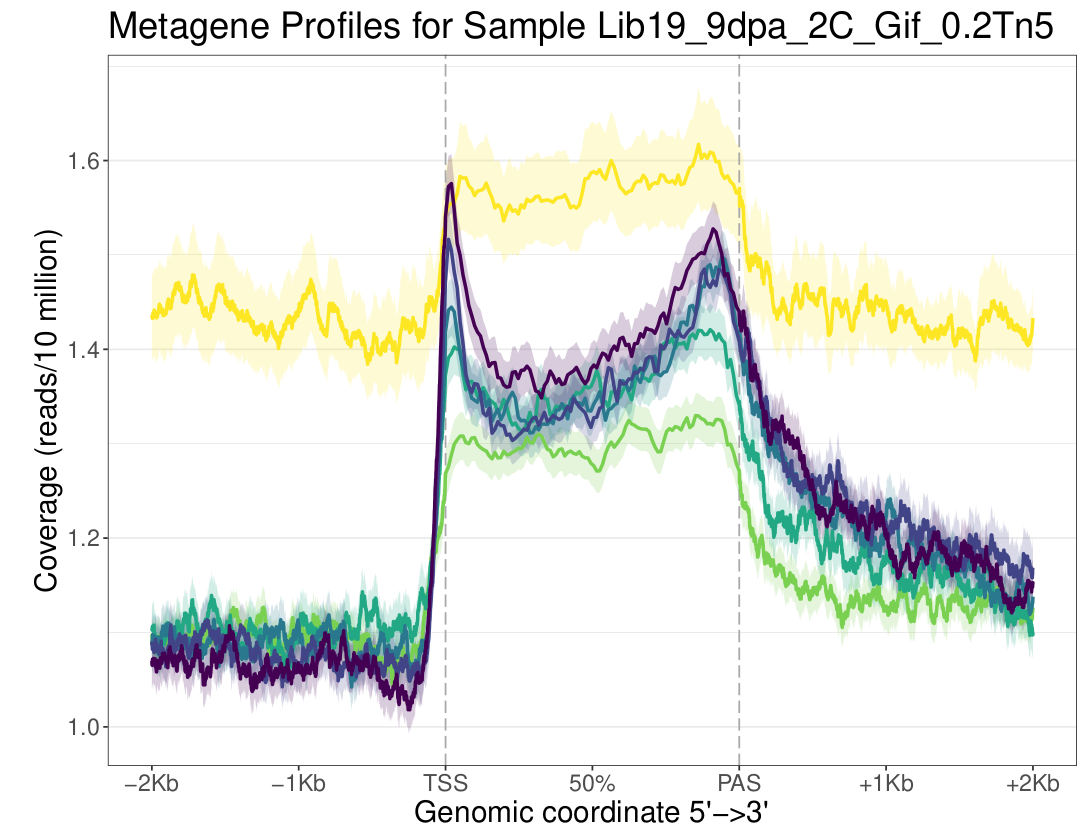 Metagene Profiles for Sample Lib19_9dpa_2C_Gif_0.2Tn5
Coverage (reads/10 million)
1.6
1.4
1.2
1.0
−2Kb −1Kb TSS 50% PAS +1Kb +2Kb
Genomic coordinate 5'−>3'